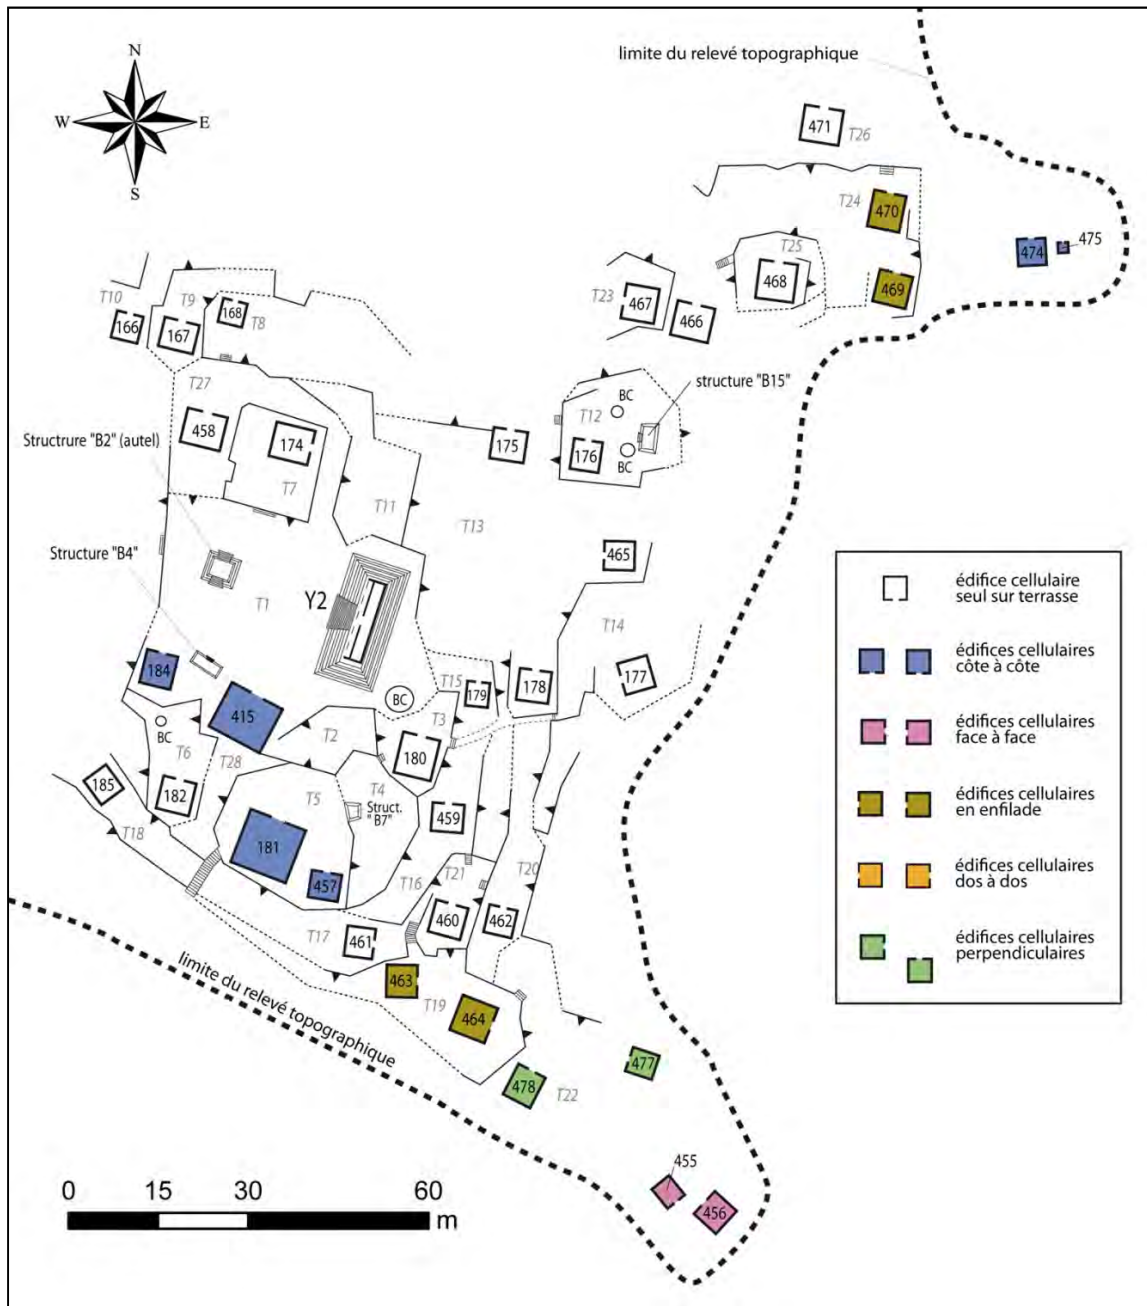 N
W
E
S
limite du relevé topographique
471
T26
T24
470
474
475
T25
468
469
T23
467
466
T10
T9
168
166
167
T8
T27
458
174
T7
Structrure "B2" (autel)
Structure "B4"
structure "B15"
BC
T12
176
BC
175
T11
T13
465
T1
Y2
T14
177
184
415
BC
T15
179
178
T3
T2
180
BC
T6
T28
185
182
T18
T5
T4
Struct.
"B7"
459
181
457
T16
T21
T20
460
462
T17
461
463
T19
464
limite du relevé topographique
477
478
T22
455
456
édifice cellulaire
seul sur terrasse
édifices cellulaires
côte à côte
édifices cellulaires
face à face
édifices cellulaires
en enfilade
édifices cellulaires
dos à dos
édifices cellulaires
perpendiculaires
0 15 30 60
m